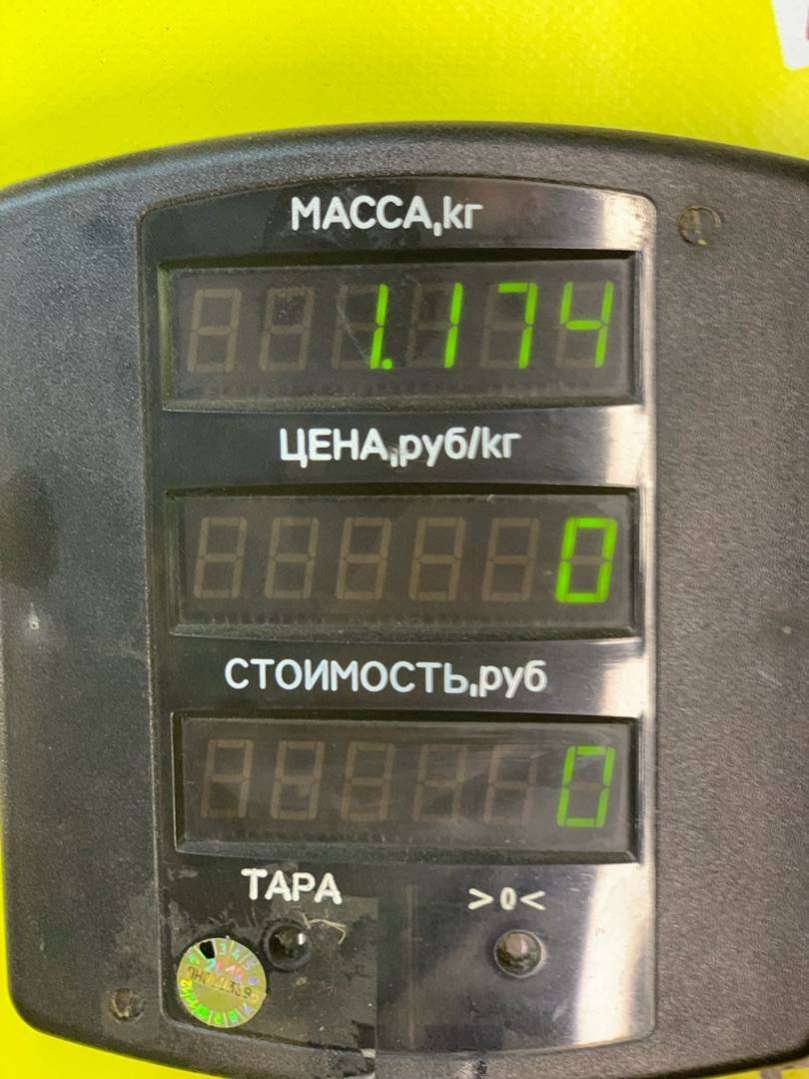 МАССА,кг
1.174
ЦЕНА,руб/кг
0
СТОИМОСТЬ,руб
0
ТАРА >0<